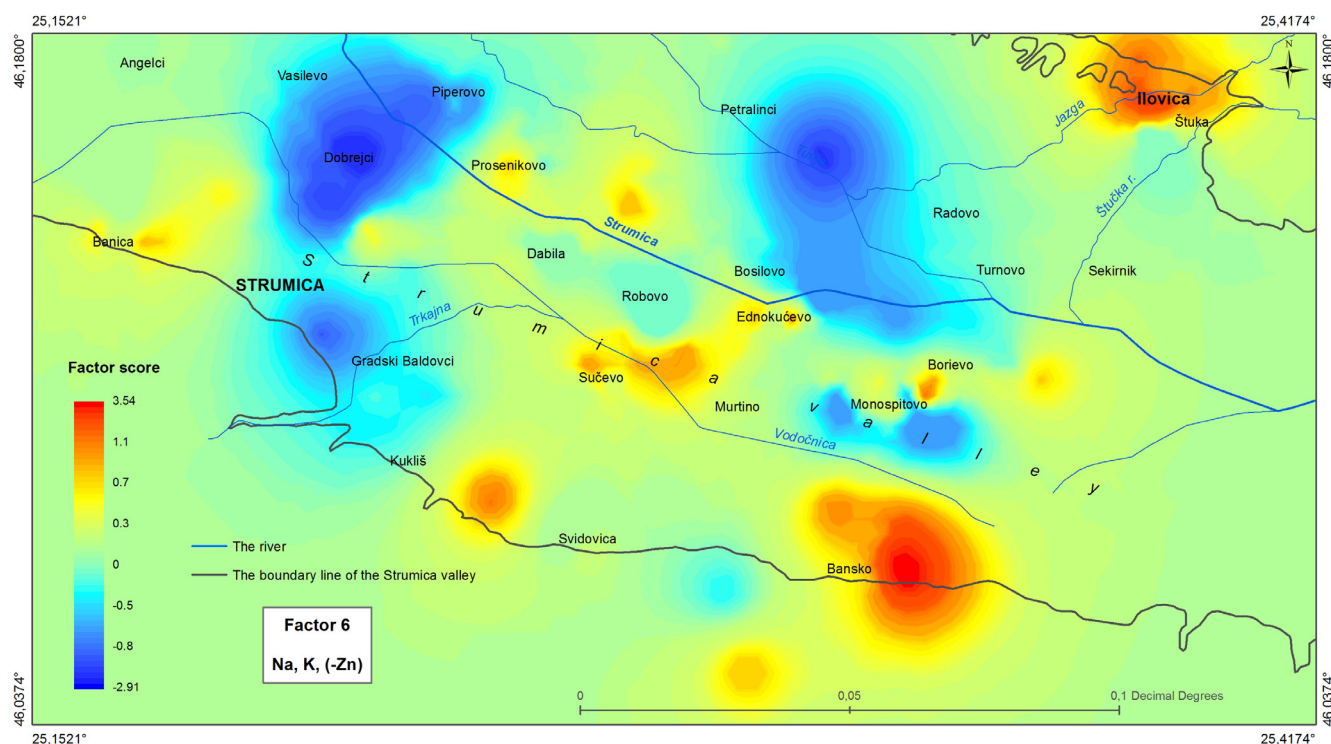 25,1521°
25,4174°
46,1800°
46,1800°
N
Angelci
Vasilevo
Piperovo
Petralinci
Ilovica
Jazga
Štuka
Dobrejci
Prosenikovo
Štučka r.
Radovo
Banica
Strumica
Dabila
Bosilovo
Turnovo
Sekirnik
STRUMICA
Robovo
Trkajna
Ednokućevo
S t r u m i c a
v a l l e y
Gradski Baldovci
Sučevo
Borievo
Murtino
Monospitovo
Vodočnica
Kukliš
Svidovica
Bansko
Factor score
3.54
1.1
0.7
0.3
0
-0.5
-0.8
-2.91
The river
The boundary line of the Strumica valley
Factor 6
Na, K, (-Zn)
0
0,05
0,1 Decimal Degrees
46,0374°
46,0374°
25.1521°
25.4174°